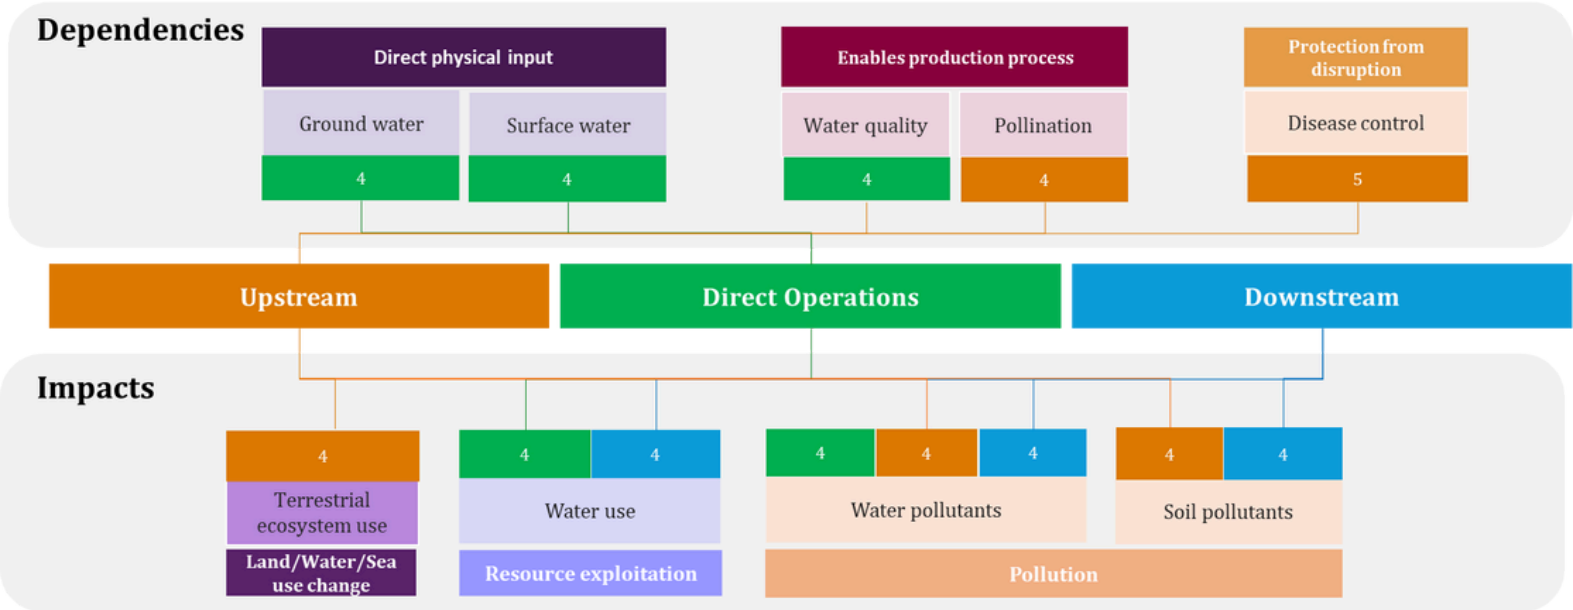 Dependencies
Direct physical input
Enables production process
Protection from
disruption
Ground water
Surface water
Water quality
Pollination
Disease control
4
4
4
4
5
Upstream
Direct Operations
Downstream
Impacts
4
4
4
4
4
4
4
4
Terrestrial
ecosystem use
Water use
Water pollutants
Soil pollutants
Land/Water/Sea
use change
Resource exploitation
Pollution